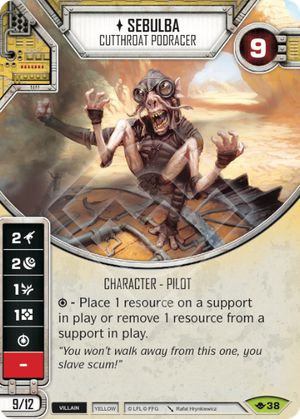 SEBULBA
CUTTHROAT PODRACER
9
2
2
1
1
-
9/12
CHARACTER - PILOT
- Place 1 resource on a support
in play or remove 1 resource from a
support in play.
"You won't walk away from this one, you
slave scum!"
VILLAIN
YELLOW
© LFL © FFG
Rafał Hrynkiewicz
38